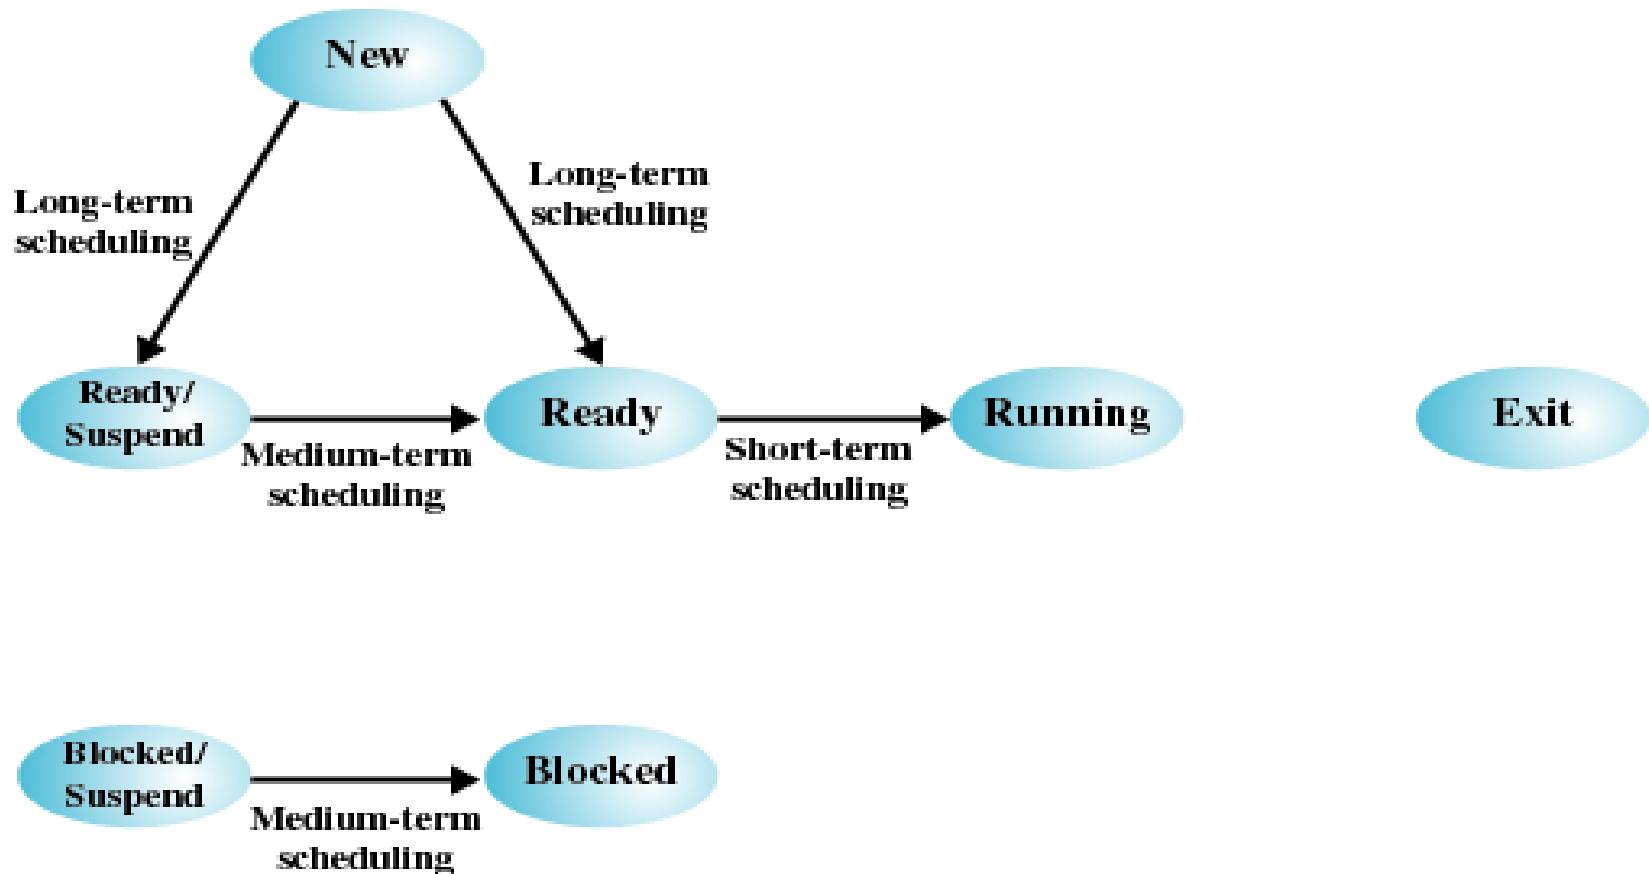 New
Long-term
scheduling
Long-term
scheduling
Ready/
Suspend
Medium-term
scheduling
Ready
Short-term
scheduling
Running
Exit
Blocked/
Suspend
Medium-term
scheduling
Blocked